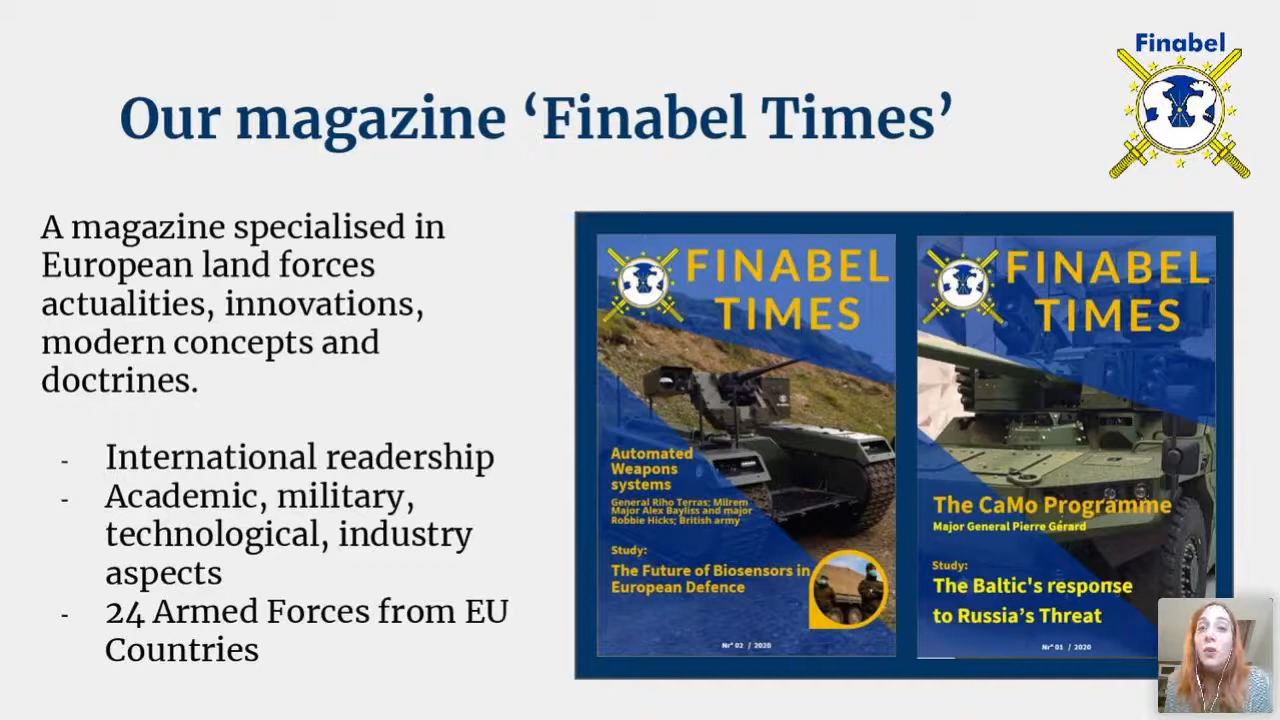 Finabel
Our magazine ‘Finabel Times’
A magazine specialised in
European land forces
actualities, innovations,
modern concepts and
doctrines.
- International readership
- Academic, military,
technological, industry
aspects
- 24 Armed Forces from EU
Countries
FINABEL
TIMES
Automated
Weapons
systems
General Riho Terras; Milrem
Major Alex Bayliss and major
Robbie Hicks; British army
Study:
The Future of Biosensors in
European Defence
Nr° 02 / 2020
FINABEL
TIMES
The CaMo Programme
Major General Pierre Gérard
Study:
The Baltic's response
to Russia’s Threat
Nr° 01 / 2020